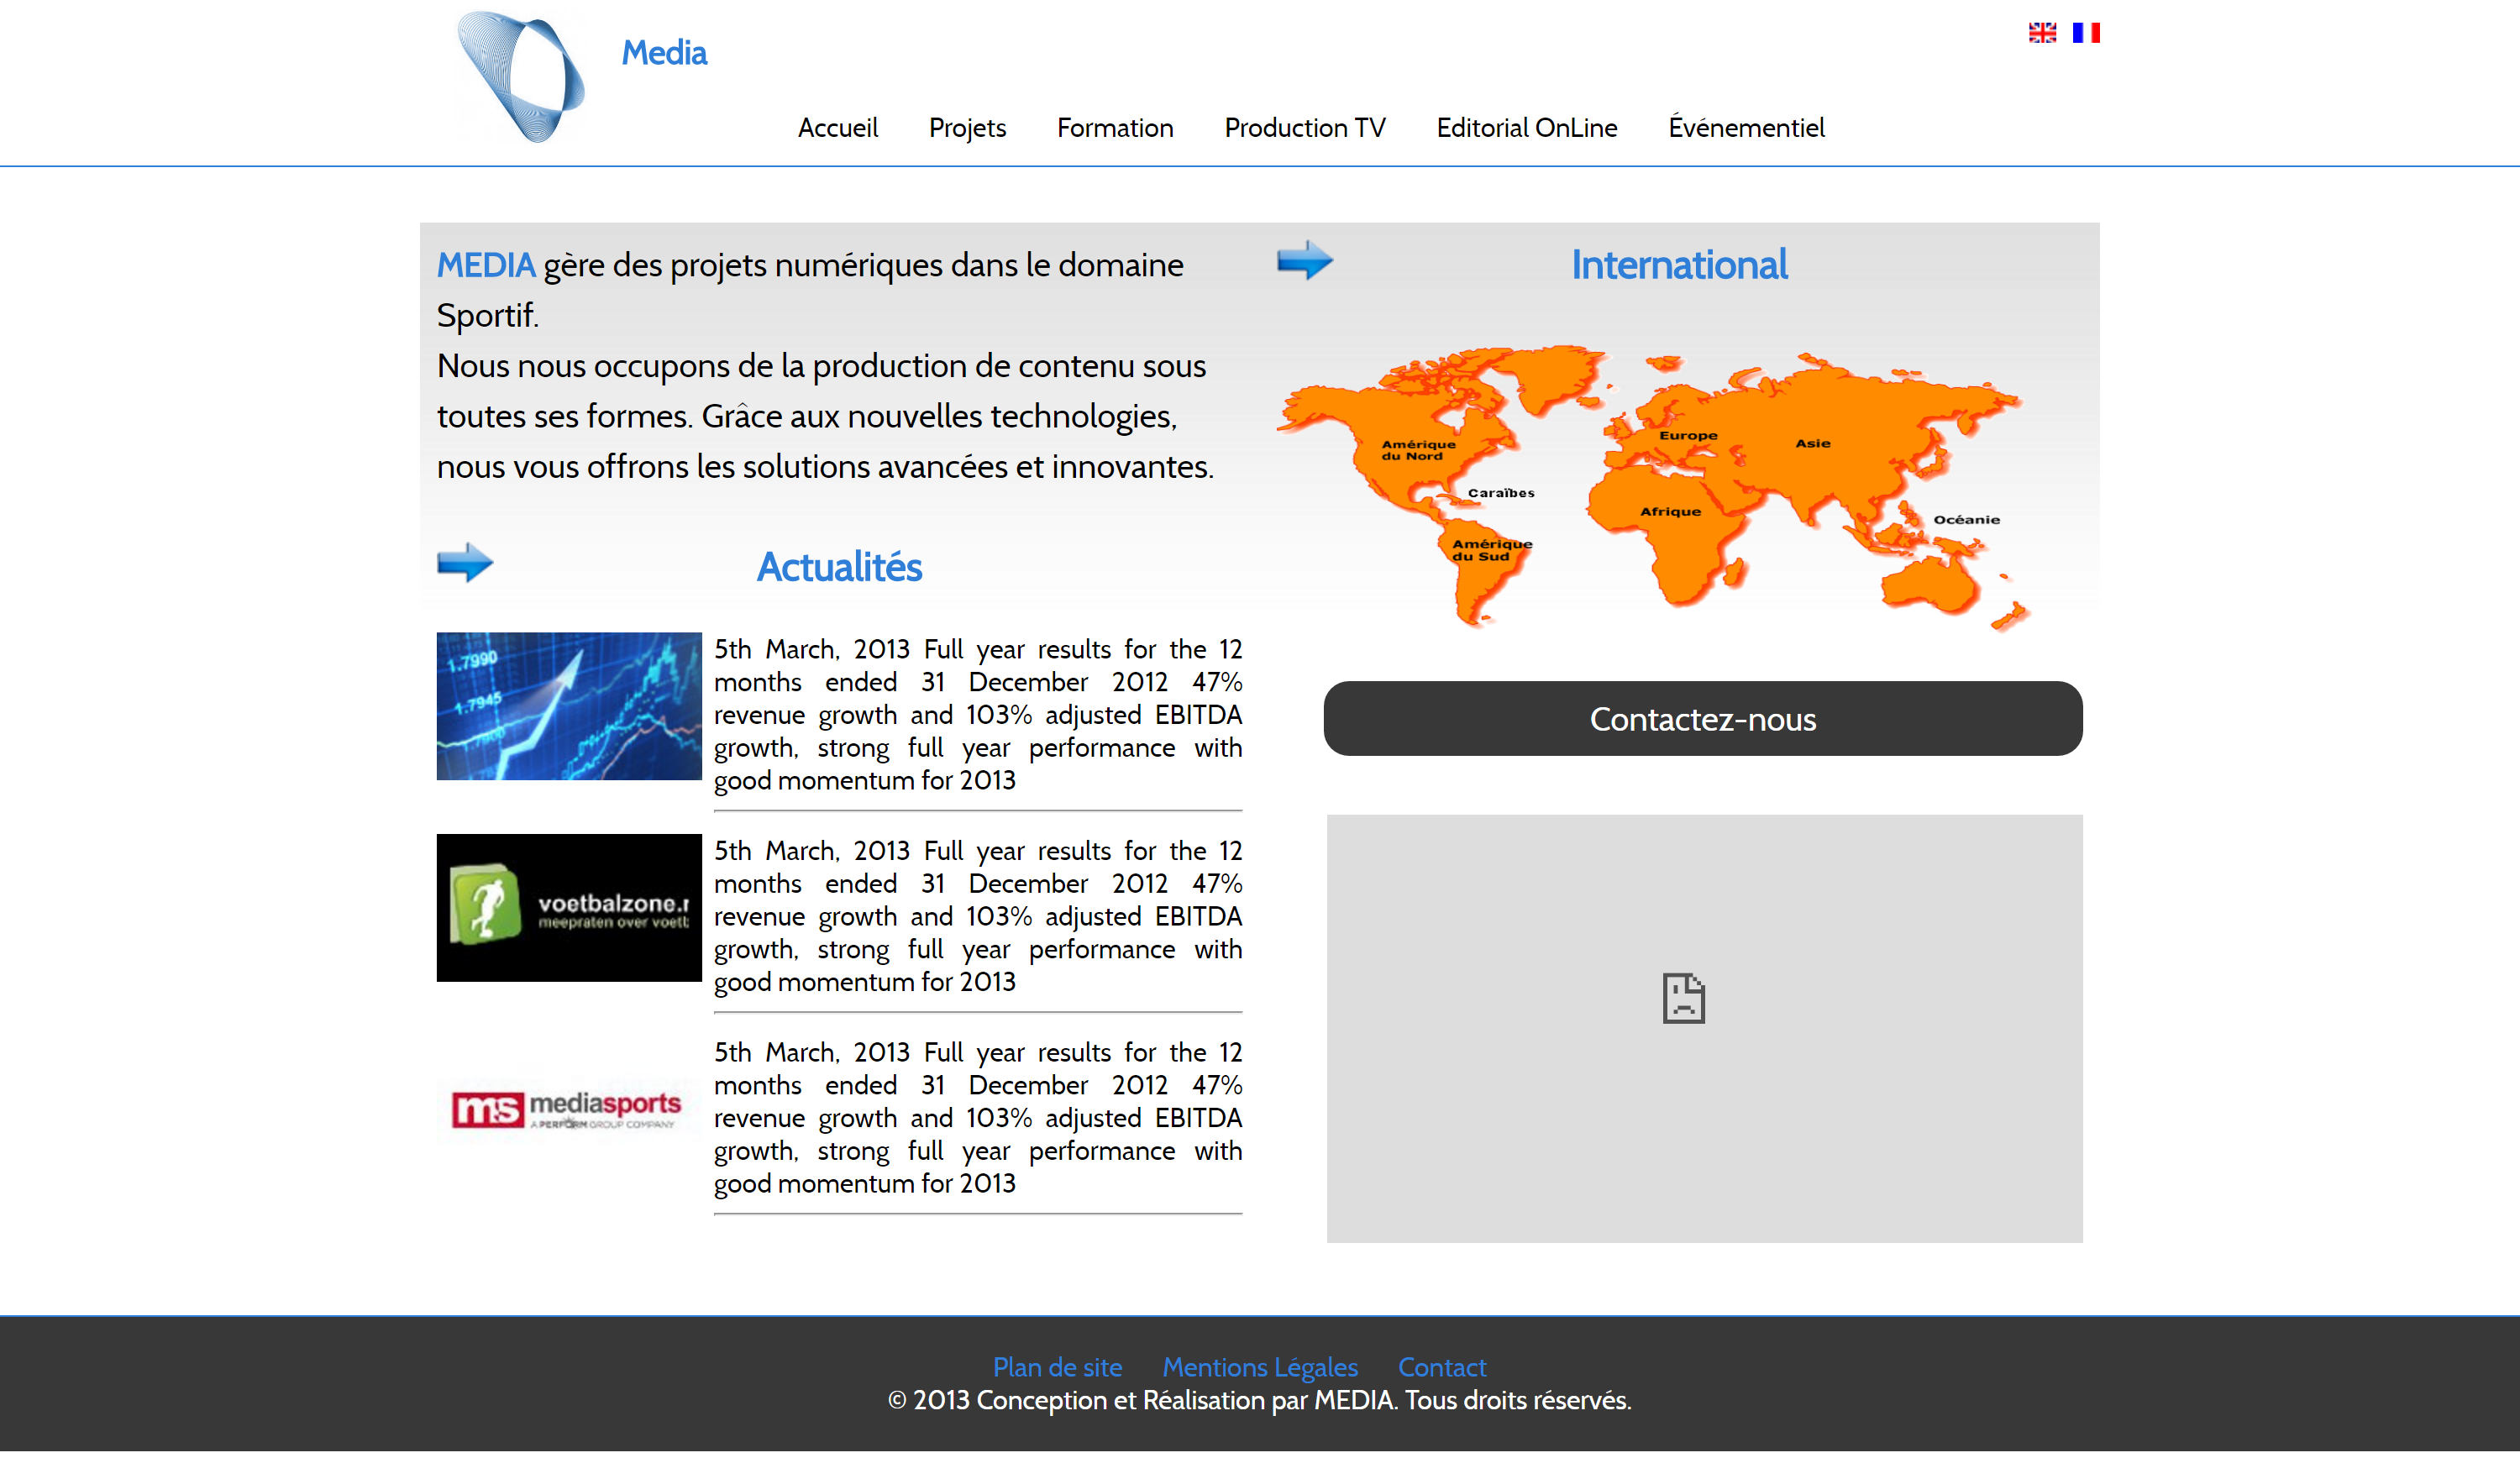 Media
Accueil Projets Formation Production TV Editorial OnLine Événementiel
MEDIA gère des projets numériques dans le domaine
Sportif.
Nous nous occupons de la production de contenu sous
toutes ses formes. Grâce aux nouvelles technologies,
nous vous offrons les solutions avancées et innovantes.
Actualités
1.7990
1.7945
5th March, 2013 Full year results for the 12
months ended 31 December 2012 47%
revenue growth and 103% adjusted EBITDA
growth, strong full year performance with
good momentum for 2013
voetbalzone.
meepraten over
5th March, 2013 Full year results for the 12
months ended 31 December 2012 47%
revenue growth and 103% adjusted EBITDA
growth, strong full year performance with
good momentum for 2013
ms mediasports
A PERFORM GROUP COMPANY
5th March, 2013 Full year results for the 12
months ended 31 December 2012 47%
revenue growth and 103% adjusted EBITDA
growth, strong full year performance with
good momentum for 2013
International
Amérique
du Nord
Europe
Asie
Caraïbes
Afrique
Océanie
Amérique
du Sud
Contactez-nous
Plan de site Mentions Légales Contact
© 2013 Conception et Réalisation par MEDIA. Tous droits réservés.